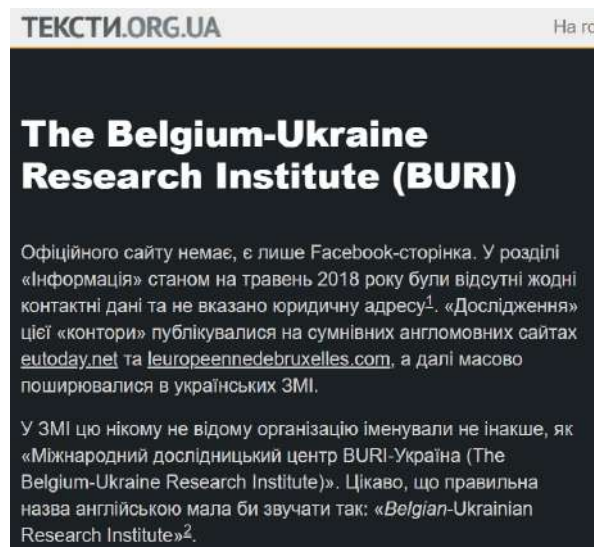 ТЕКСТИ.ORG.UA
На го
The Belgium-Ukraine
Research Institute (BURI)
Офіційного сайту немає, є лише Facebook-сторінка. У розділі
«Інформація» станом на травень 2018 року були відсутні жодні
контактні дані та не вказано юридичну адресу1. «Дослідження»
цієї «контори» публікувалися на сумнівних англомовних сайтах
eutoday.net та leuropeennedebruxelles.com, а далі масово
поширювалися в українських ЗМІ.
У ЗМІ цю нікому не відому організацію іменували не інакше, як
«Міжнародний дослідницький центр BURI-Україна (The
Belgium-Ukraine Research Institute)». Цікаво, що правильна
назва англійською мала би звучати так: «Belgian-Ukrainian
Research Institute»2.